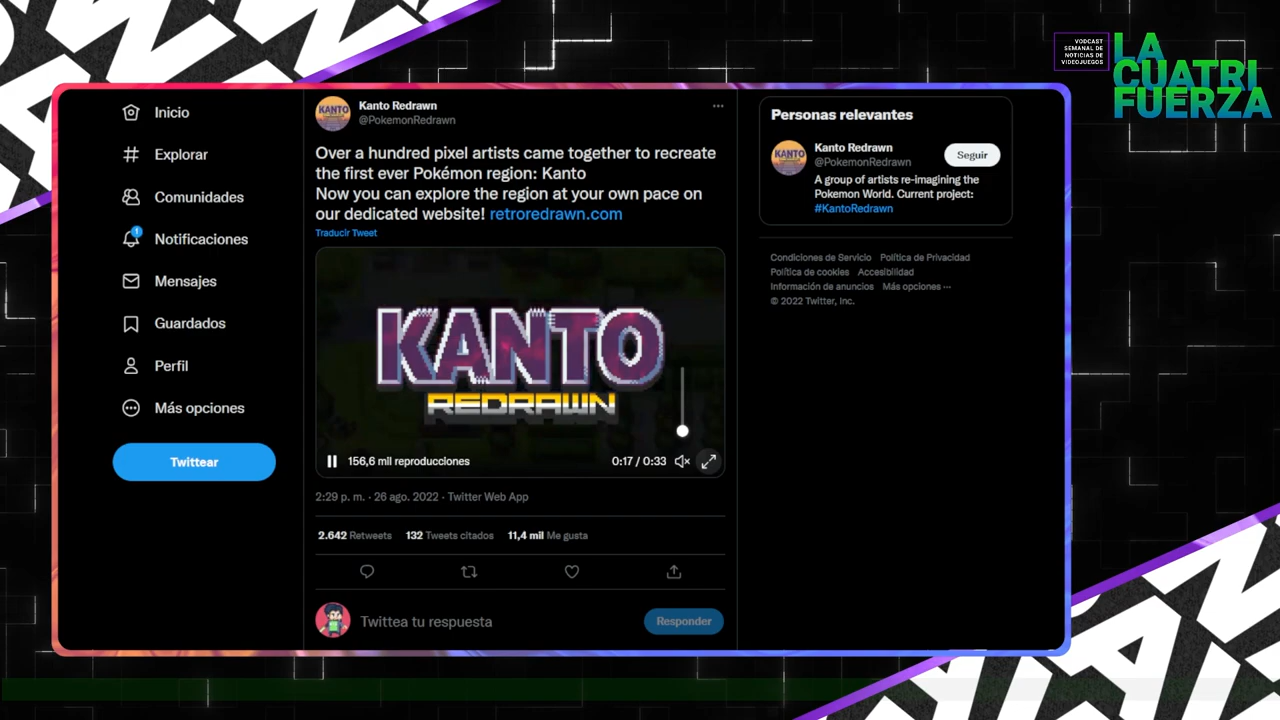 VODCAST
SEMANAL DE
NOTICIAS DE
VIDEOJUEGOS
LA
CUATRI
FUERZA
Inicio
Explorar
Comunidades
1
Notificaciones
Mensajes
Guardados
Perfil
Más opciones
Twittear
KANTO
Kanto Redrawn
@PokemonRedrawn
Over a hundred pixel artists came together to recreate
the first ever Pokémon region: Kanto
Now you can explore the region at your own pace on
our dedicated website! retroredrawn.com
Traducir Tweet
KANTO
REDRAWN
156,6 mil reproducciones
0:17 / 0:33
2:29 p. m. · 26 ago. 2022 · Twitter Web App
2.642 Retweets 132 Tweets citados 11,4 mil Me gusta
Twittea tu respuesta
Responder
Personas relevantes
KANTO
Kanto Redrawn
@PokemonRedrawn
Seguir
A group of artists re-imagining the
Pokemon World. Current project:
#KantoRedrawn
Condiciones de Servicio Política de Privacidad
Política de cookies Accesibilidad
Información de anuncios Más opciones ···
© 2022 Twitter, Inc.